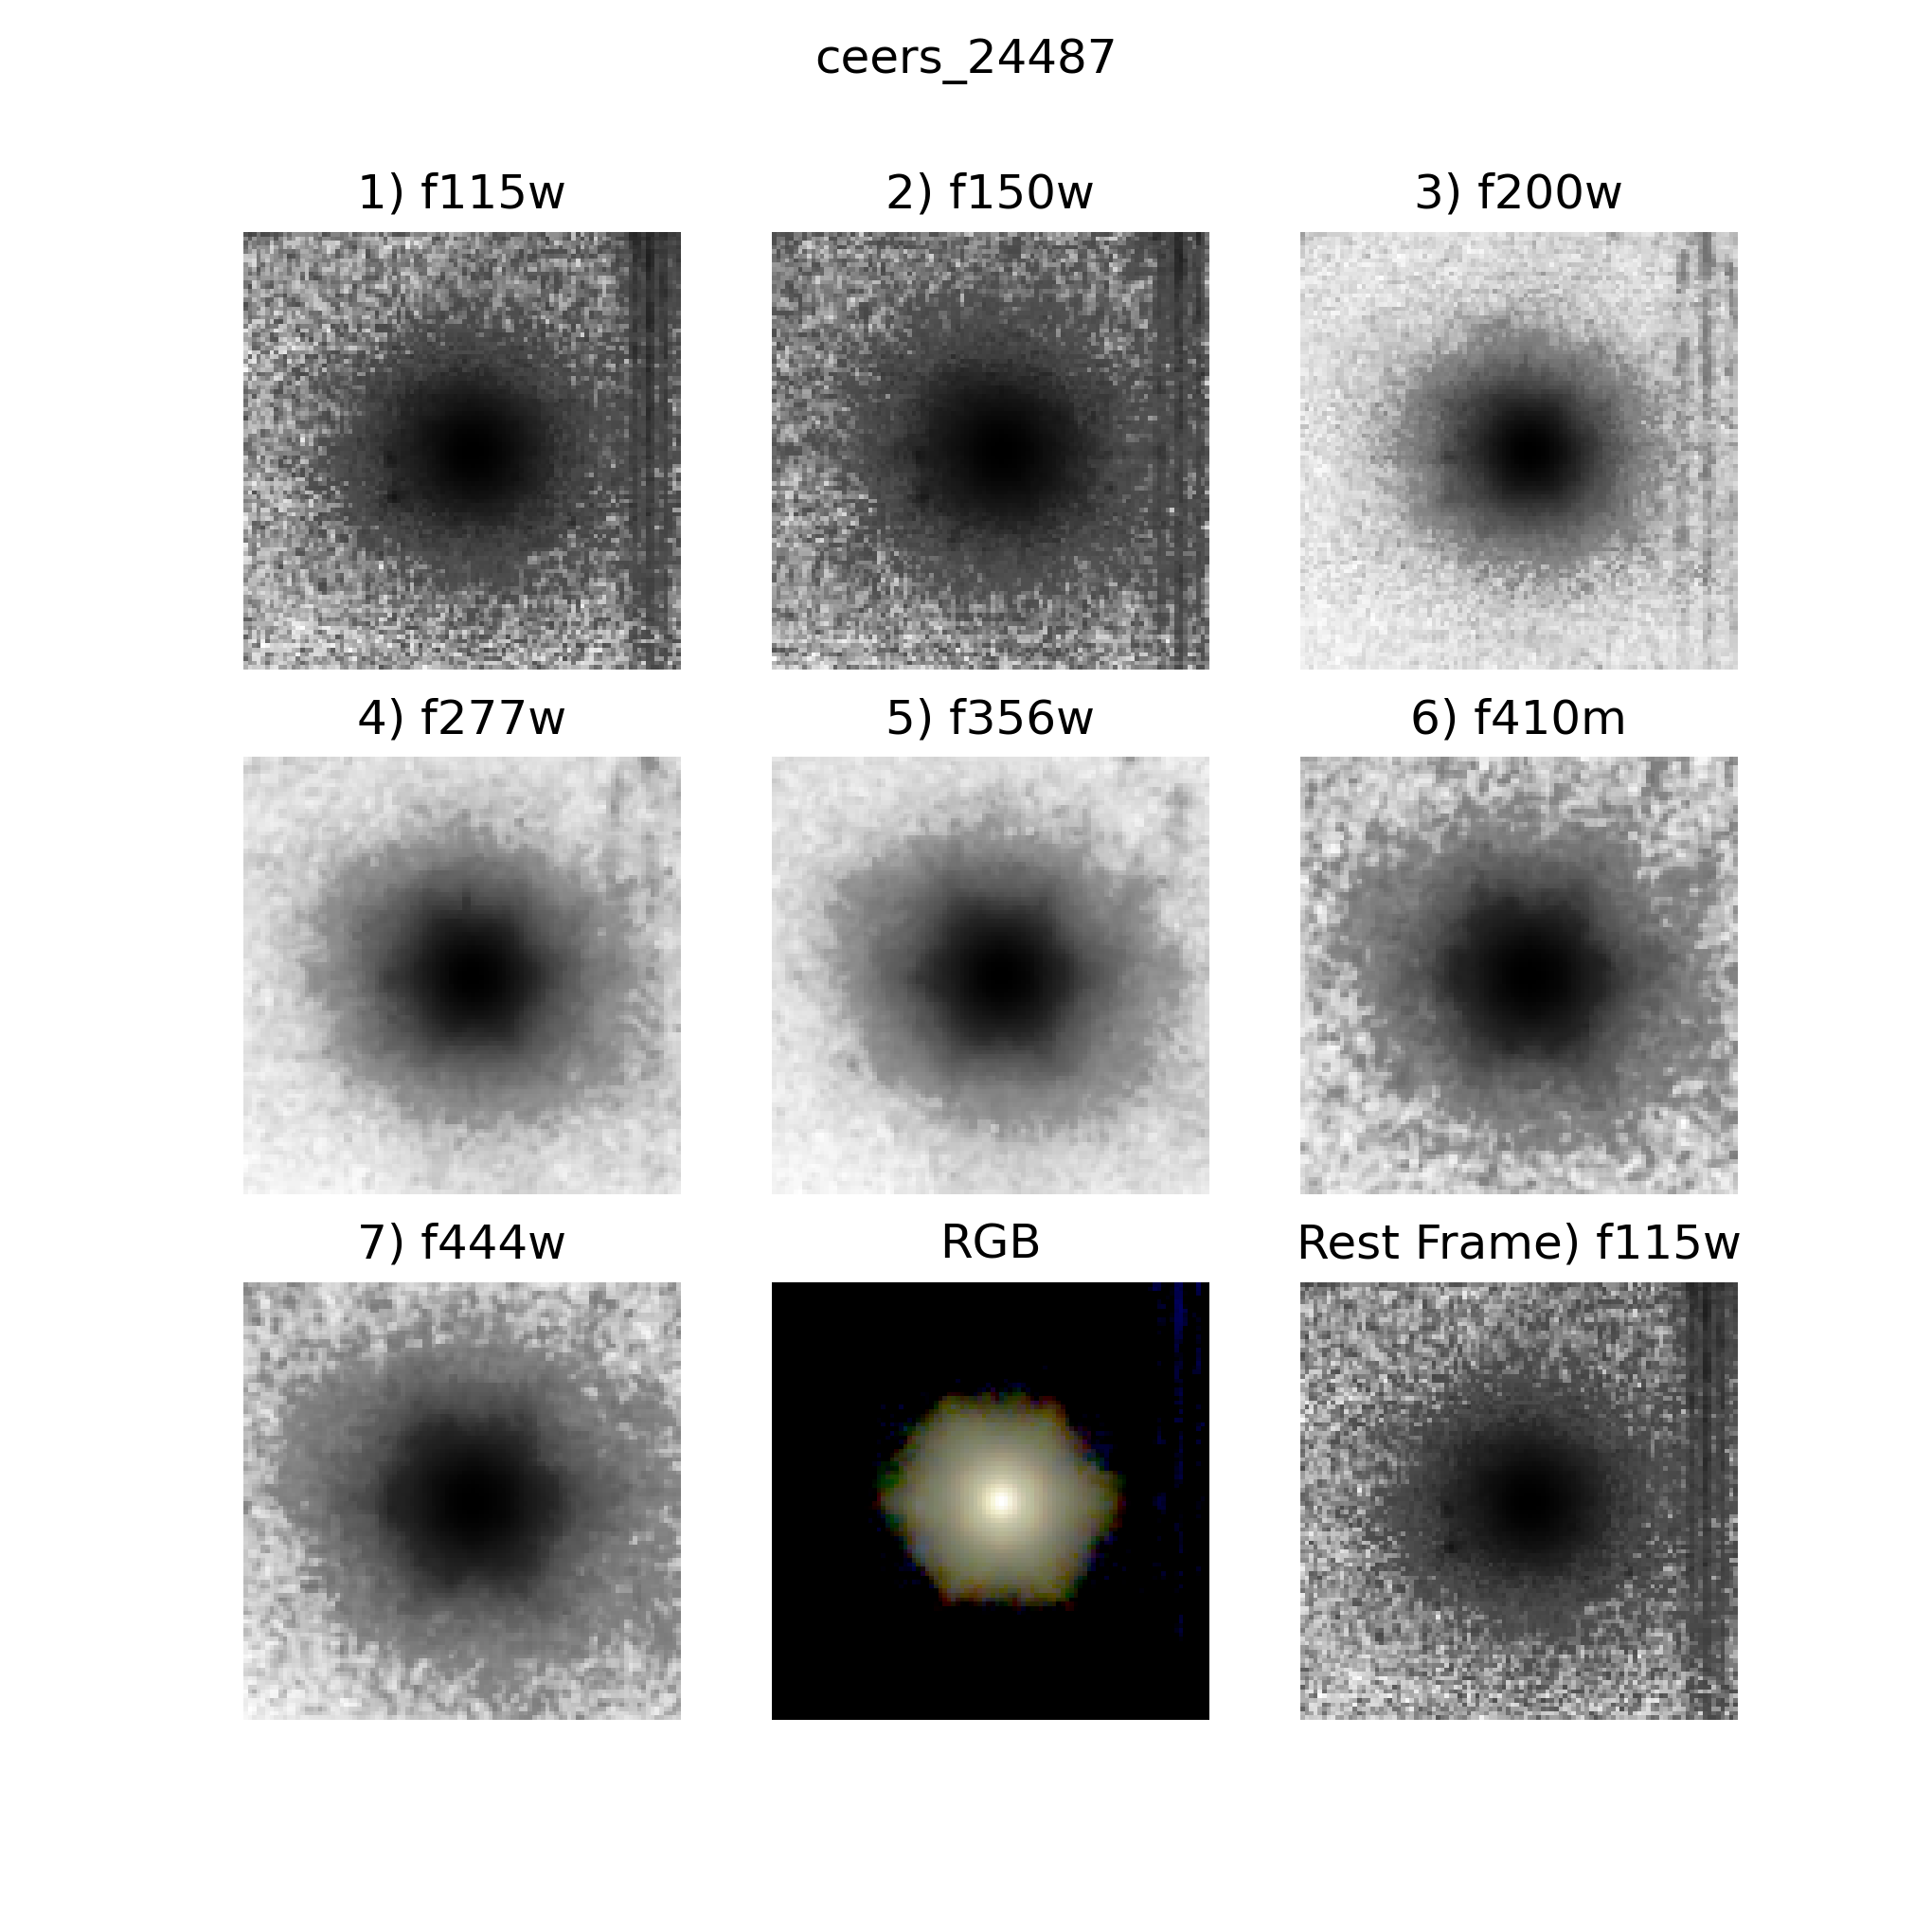 ceers_24487
1) f115w
2) f150w
3) f200w
4) f277w
5) f356w
6) f410m
7) f444w
RGB
Rest Frame) f115w